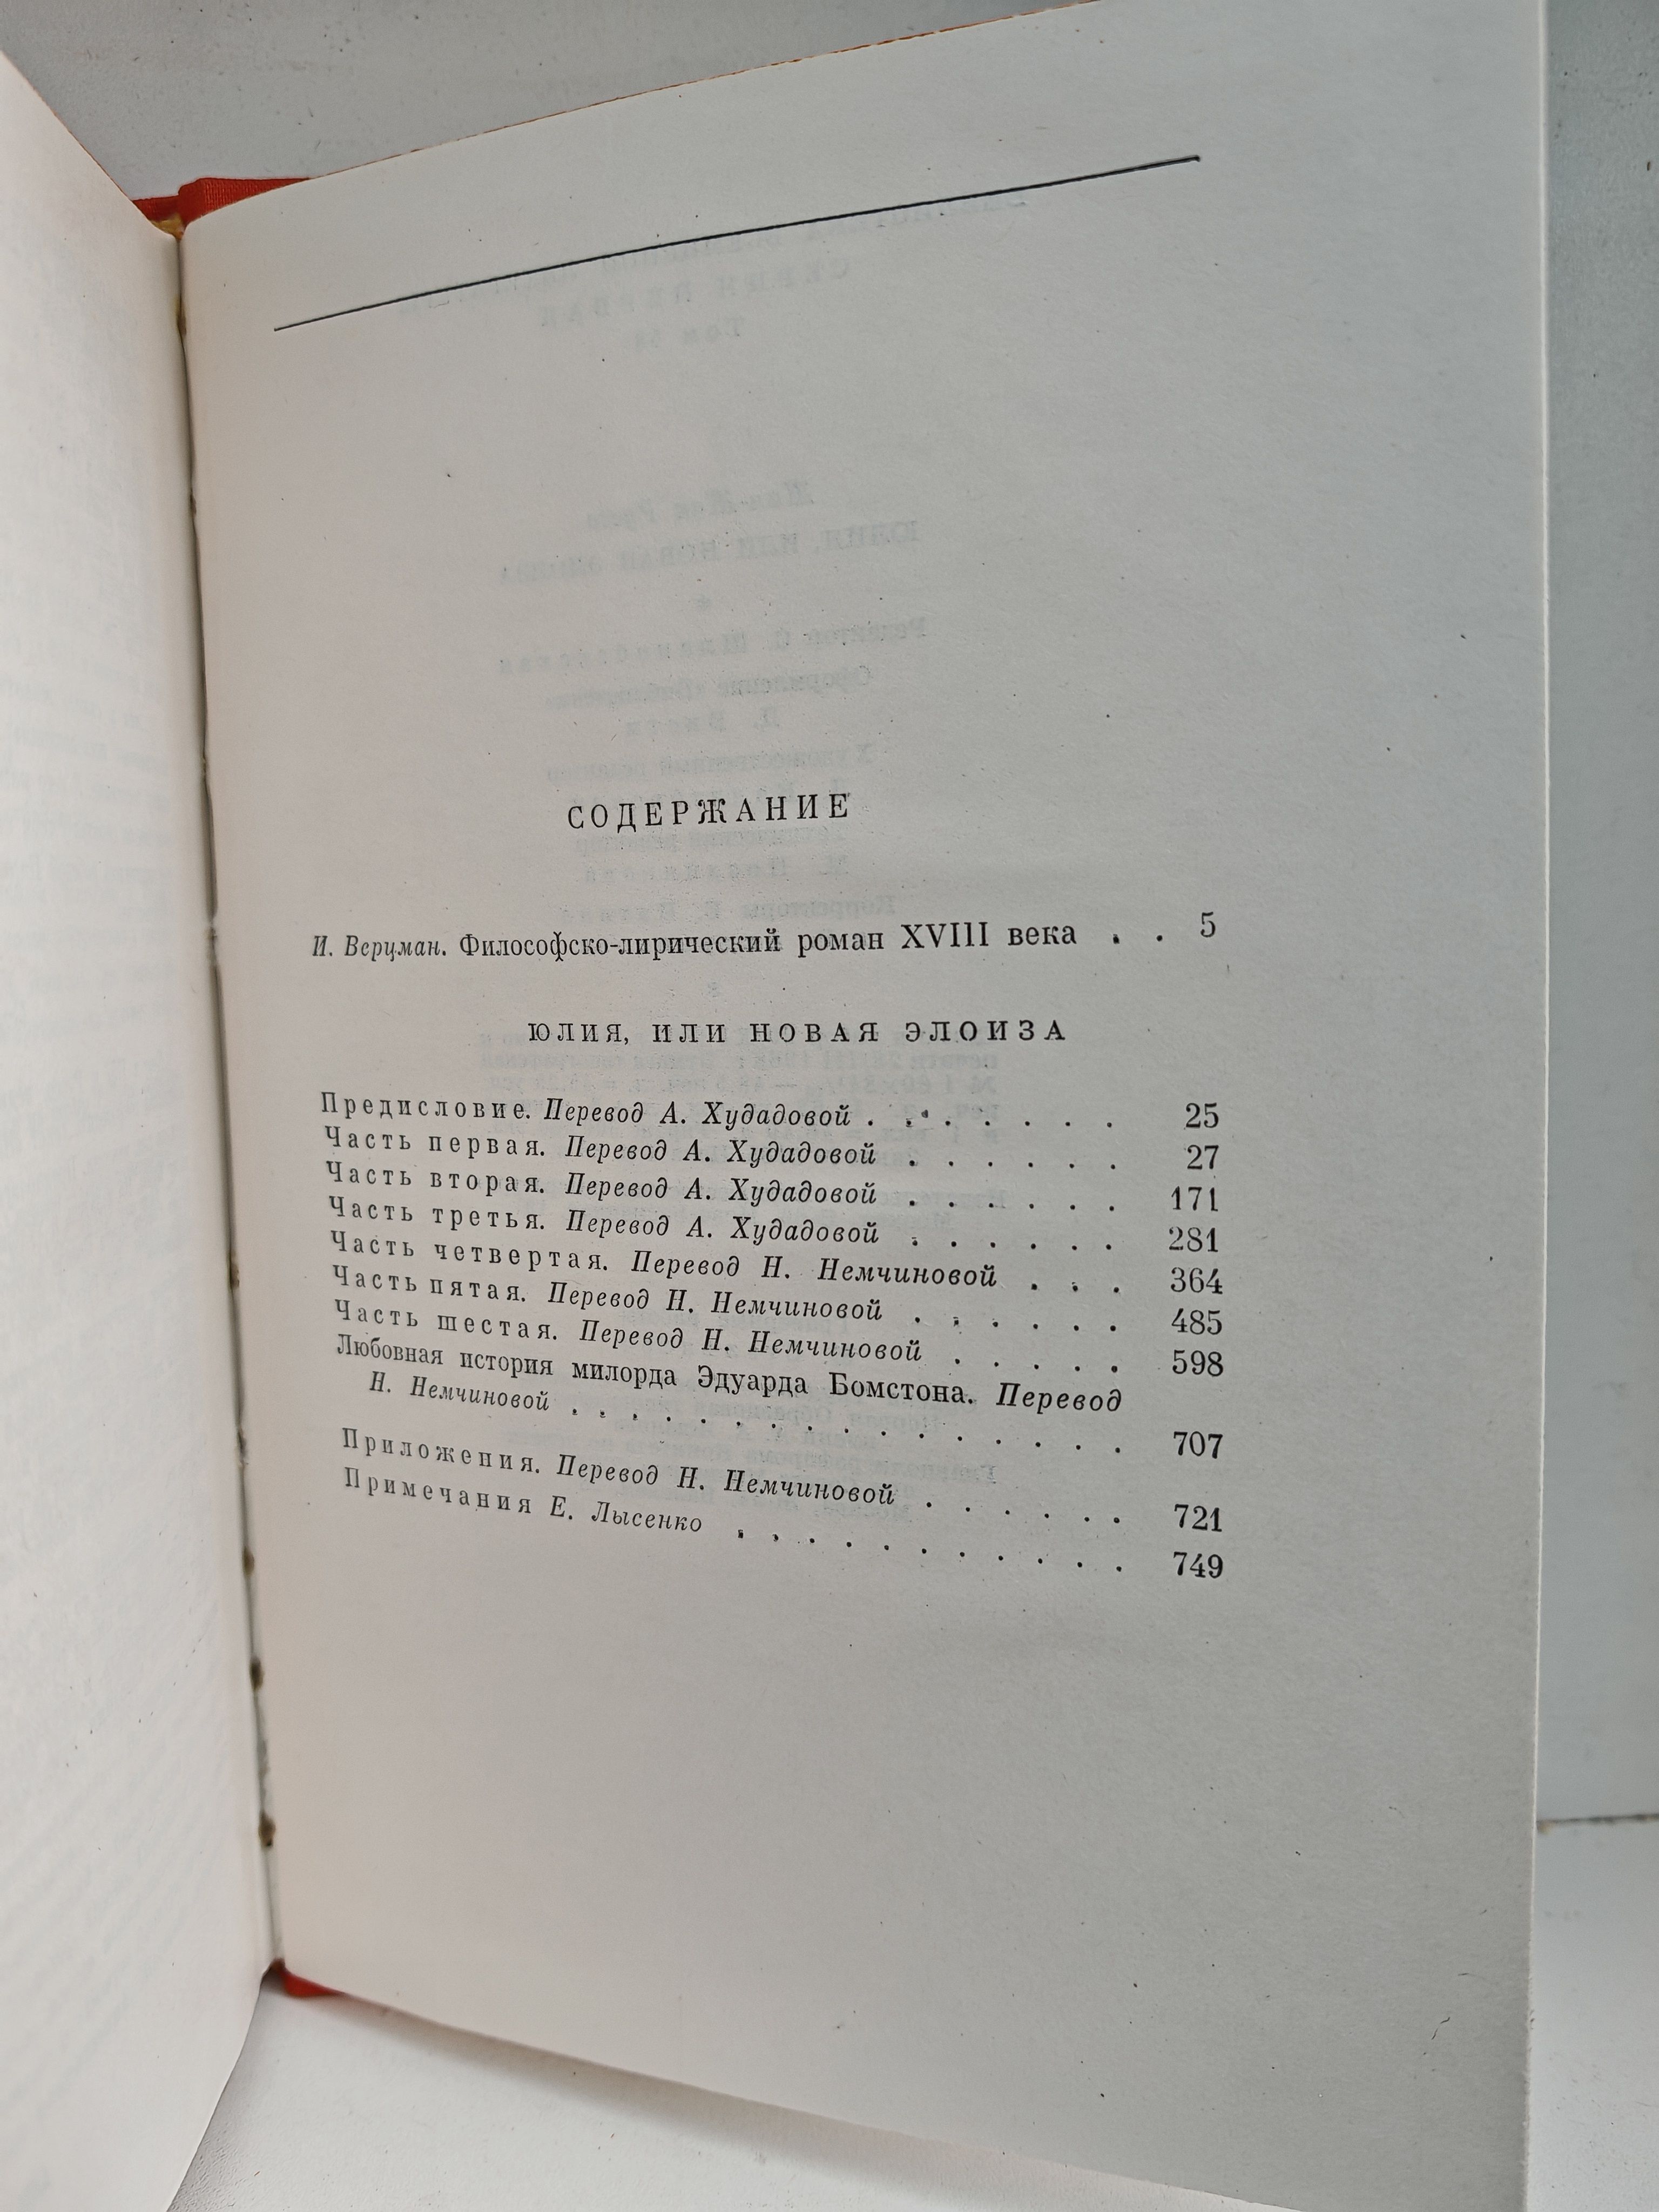 СОДЕРЖАНИЕ
И. Верцман. Философско-лирический роман XVIII века . . 5
ЮЛИЯ, ИЛИ НОВАЯ ЭЛОИЗА
Предисловие. Перевод А. Худадовой . . . . . . . 25
Часть первая. Перевод А. Худадовой . . . . . . 27
Часть вторая. Перевод А. Худадовой . . . . . . 171
Часть третья. Перевод А. Худадовой . . . . . . 281
Часть четвертая. Перевод Н. Немчиновой . . . 364
Часть пятая. Перевод Н. Немчиновой . . . . . . 485
Часть шестая. Перевод Н. Немчиновой . . . . . 598
Любовная история милорда Эдуарда Бомстона. Перевод
Н. Немчиновой . . . . . . . . . . . . . . . 707
Приложения. Перевод Н. Немчиновой . . . . . . 721
Примечания Е. Лысенко . . . . . . . . . . . 749